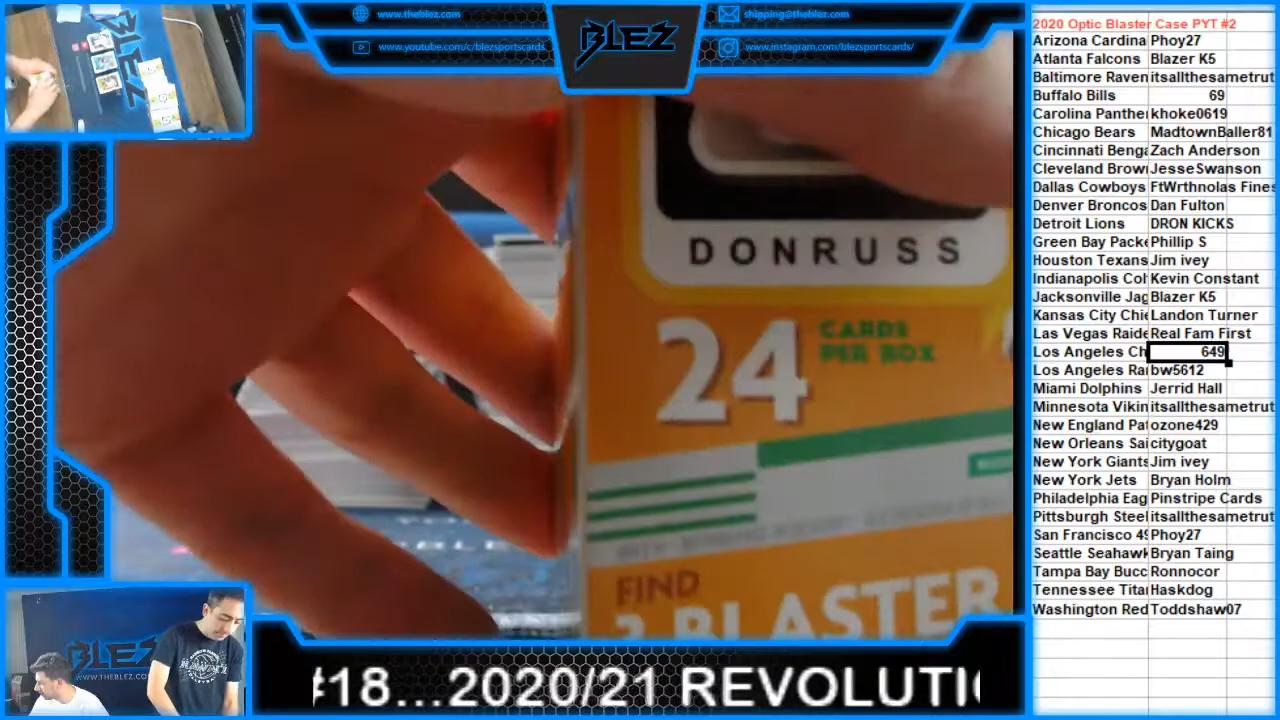 www.theblez.com
www.youtube.com/c/blezsportscards
BLEZ
shipping@theblez.com
www.instagram.com/blezsportscards/
DONRUSS
24 CARDS PER BOX
FIND
2 BLASTER
BLEZ
WWW.THEBLEZ.COM
#18...2020/21 REVOLUTI
2020 Optic Blaster Case PYT #2
Arizona Cardina Phoy27
Atlanta Falcons Blazer K5
Baltimore Raven itsallthesametrut
Buffalo Bills 69
Carolina Panther khoke0619
Chicago Bears MadtownBaller81
Cincinnati Benga Zach Anderson
Cleveland Brow JesseSwanson
Dallas Cowboys FtWrthnolas Fines
Denver Broncos Dan Fulton
Detroit Lions DRON KICKS
Green Bay Packe Phillip S
Houston Texans Jim ivey
Indianapolis Col Kevin Constant
Jacksonville Jag Blazer K5
Kansas City Chie Landon Turner
Las Vegas Raide Real Fam First
Los Angeles Ch 649
Los Angeles Ra bw5612
Miami Dolphins Jerrid Hall
Minnesota Vikin itsallthesametrut
New England Pat ozone429
New Orleans Sai citygoat
New York Giants Jim ivey
New York Jets Bryan Holm
Philadelphia Eag Pinstripe Cards
Pittsburgh Steel itsallthesametrut
San Francisco 49 Phoy27
Seattle Seahawk Bryan Taing
Tampa Bay Bucc Ronnocor
Tennessee Tita Haskdog
Washington Red Toddshaw07